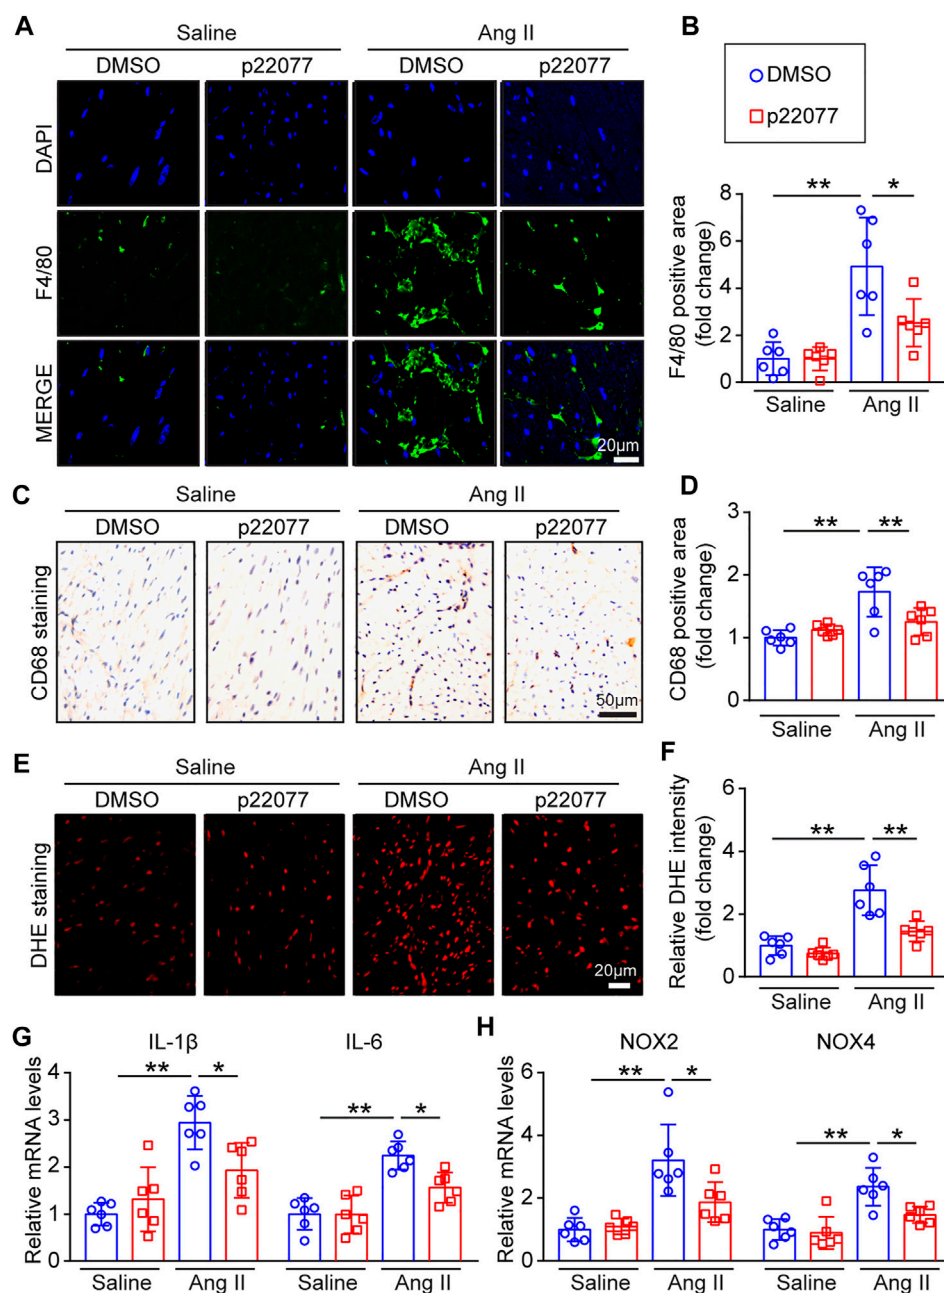 A
Saline Ang II
DMSO p22077 DMSO p22077
DAPI
F4/80
MERGE
20µm
B
DMSO
p22077
F4/80 positive area
(fold change)
8
6
4
2
0
** *
Saline Ang II
C
Saline Ang II
DMSO p22077 DMSO p22077
CD68 staining
50µm
D
CD68 positive area
(fold change)
3
2
1
0
** **
Saline Ang II
E
Saline Ang II
DMSO p22077 DMSO p22077
DHE staining
20µm
F
Relative DHE intensity
(fold change)
6
4
2
0
** **
Saline Ang II
G
IL-1β IL-6
Relative mRNA levels
4
3
2
1
0
** * ** *
Saline Ang II Saline Ang II
H
NOX2 NOX4
Relative mRNA levels
6
4
2
0
** * ** *
Saline Ang II Saline Ang II